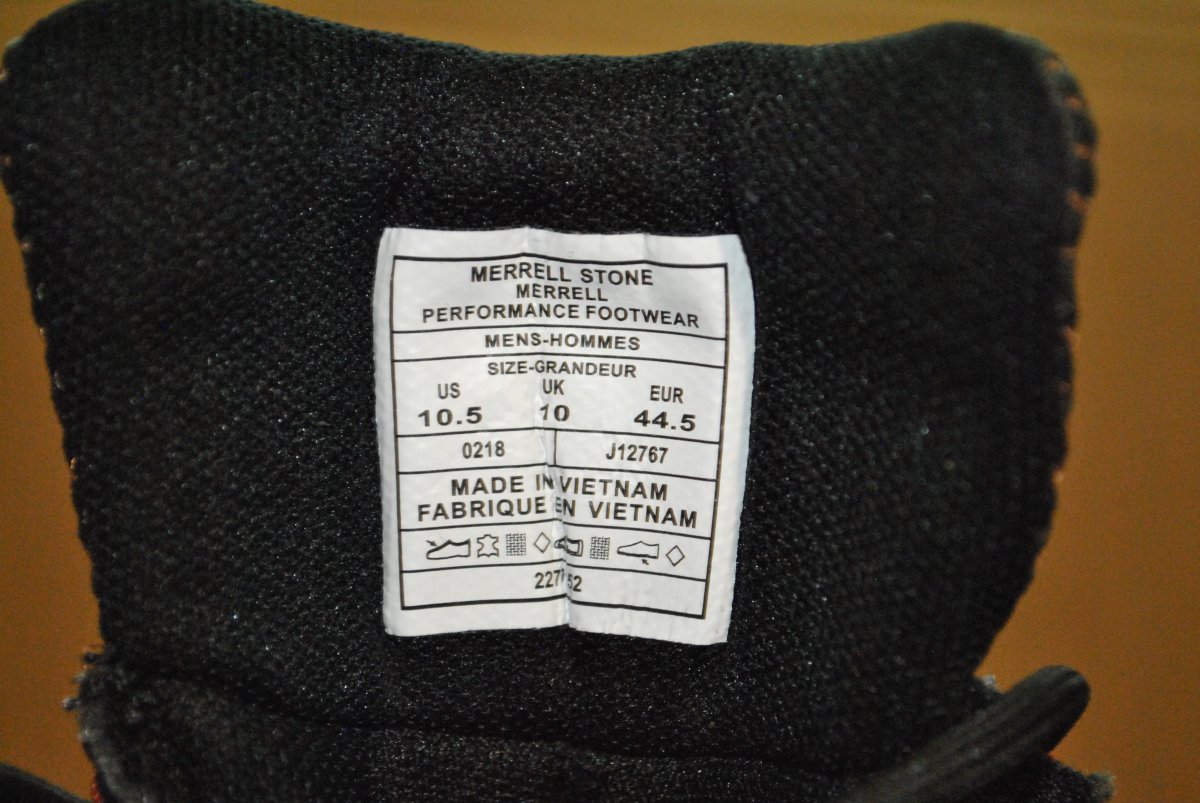 MERRELL STONE
MERRELL
PERFORMANCE FOOTWEAR
MENS-HOMMES
SIZE-GRANDEUR
US UK EUR
10.5 10 44.5
0218 J12767
MADE IN VIETNAM
FABRIQUE EN VIETNAM